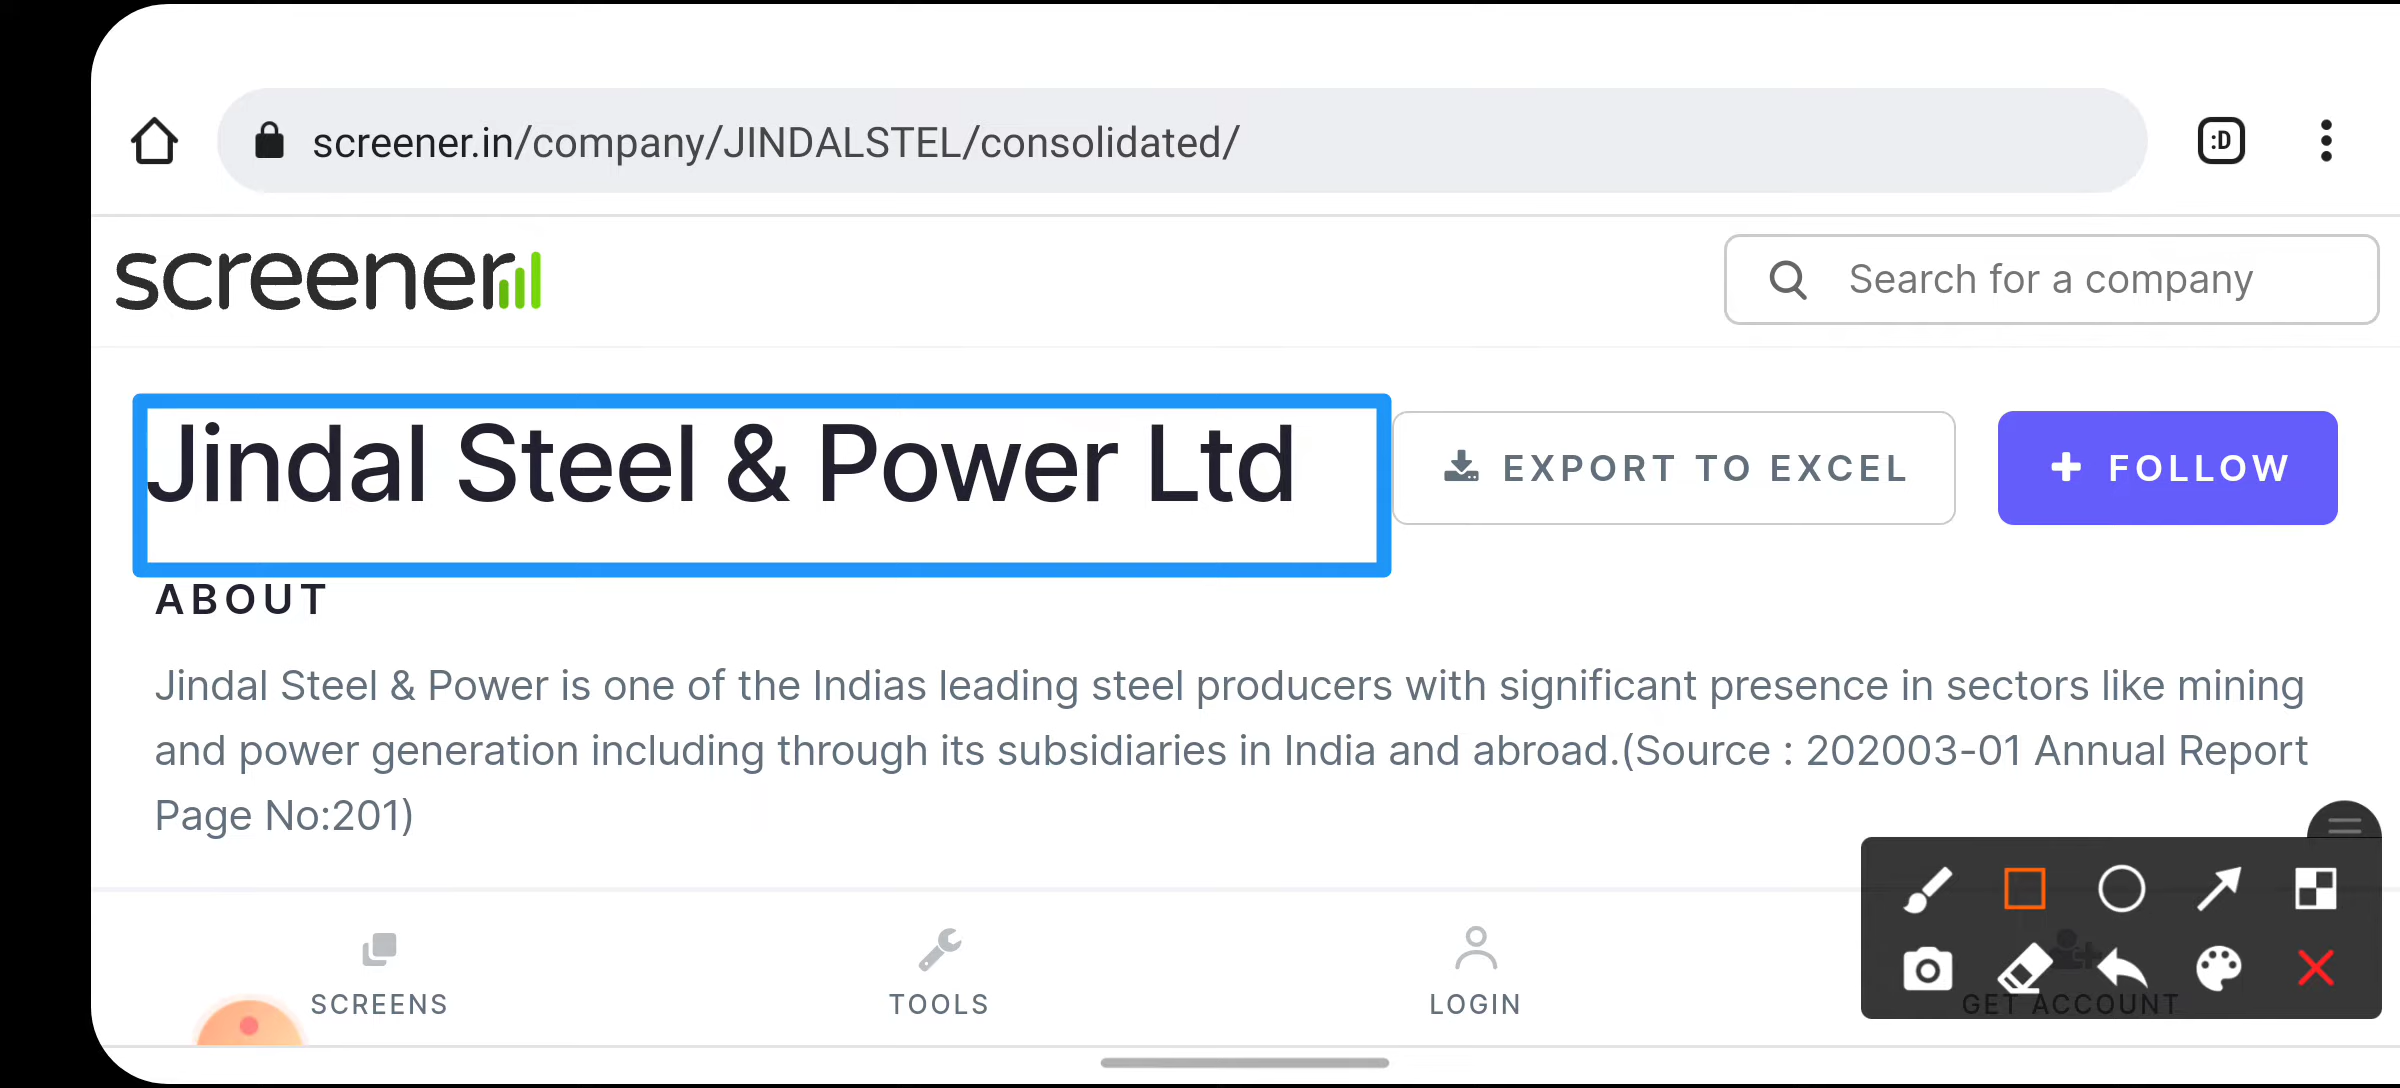 screener.in/company/JINDALSTEL/consolidated/
:D
screener
Search for a company
Jindal Steel & Power Ltd
EXPORT TO EXCEL
FOLLOW
ABOUT
Jindal Steel & Power is one of the Indias leading steel producers with significant presence in sectors like mining
and power generation including through its subsidiaries in India and abroad.(Source : 202003-01 Annual Report
Page No:201)
SCREENS
TOOLS
LOGIN
GET ACCOUNT